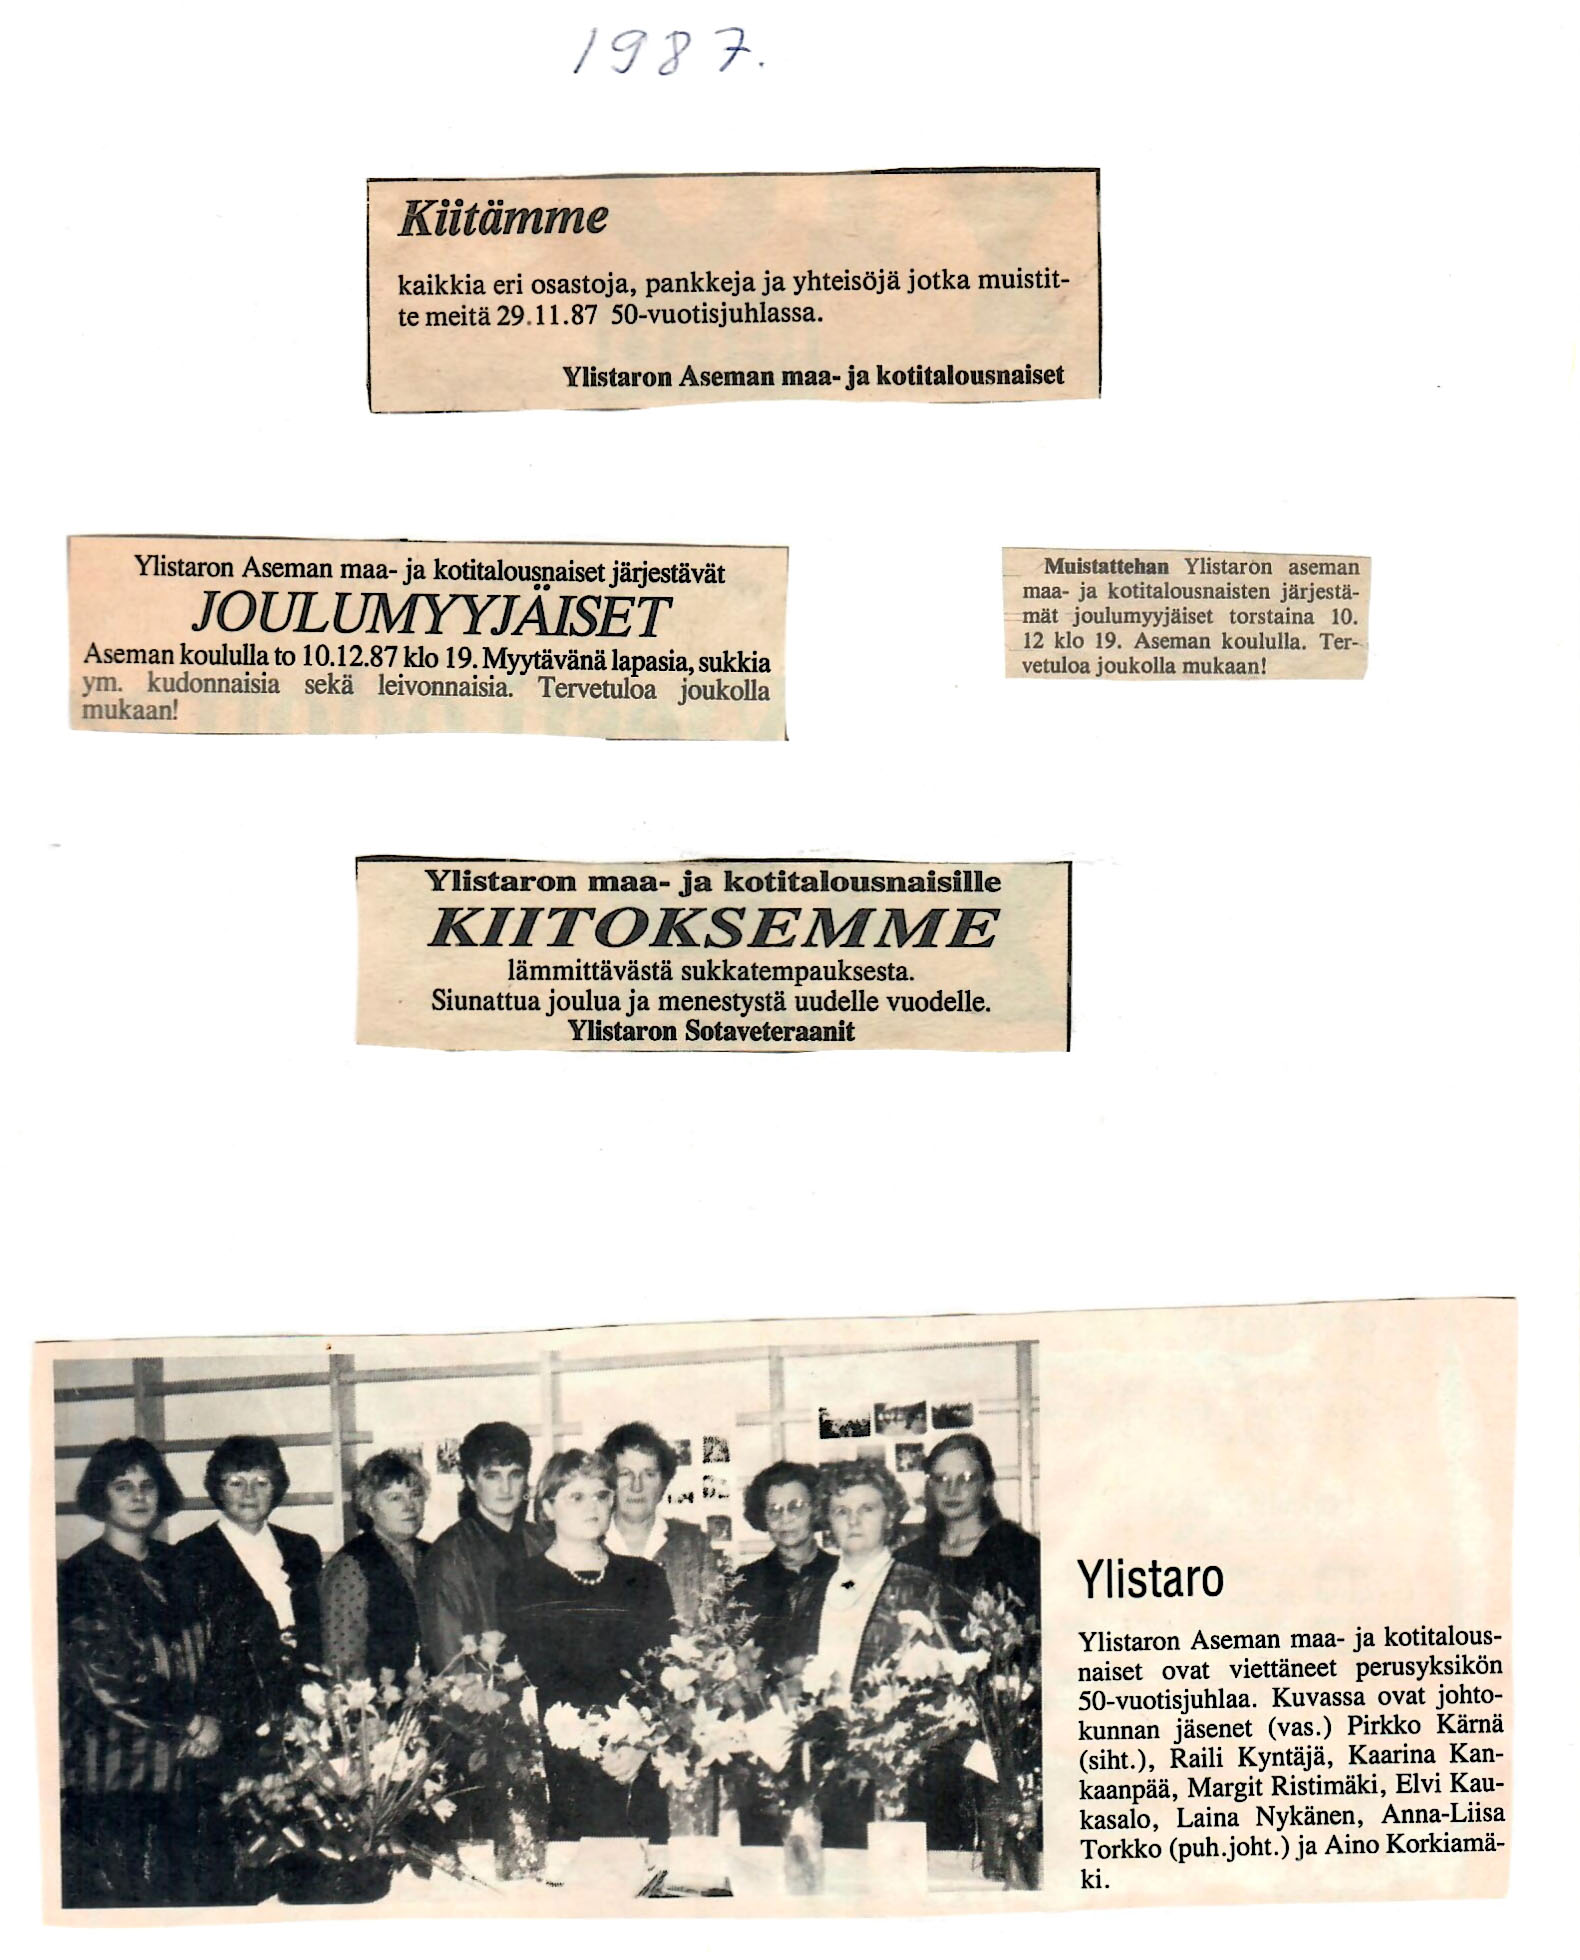 1987.
Kiitämme
kaikkia eri osastoja, pankkeja ja yhteisöjä jotka muistit-
te meitä 29.11.87 50-vuotisjuhlassa.
Ylistaron Aseman maa- ja kotitalousnaiset
Ylistaron Aseman maa- ja kotitalousnaiset järjestävät
JOULUMYYJÄISET
Aseman koululla to 10.12.87 klo 19. Myytävänä lapasia, sukkia
ym. kudonnaisia sekä leivonnaisia. Tervetuloa joukolla
mukaan!
Muistattehan Ylistaron aseman
maa- ja kotitalousnaisten järjestä-
mät joulumyyjäiset torstaina 10.
12 klo 19. Aseman koululla. Ter-
vetuloa joukolla mukaan!
Ylistaron maa- ja kotitalousnaisille
KIITOKSEMME
lämmittävästä sukkatempauksesta.
Siunattua joulua ja menestystä uudelle vuodelle.
Ylistaron Sotaveteraanit
Ylistaro
Ylistaron Aseman maa- ja kotitalous-
naiset ovat viettäneet perusyksikön
50-vuotisjuhlaa. Kuvassa ovat johto-
kunnan jäsenet (vas.) Pirkko Kärnä
(siht.), Raili Kyntäjä, Kaarina Kan-
kaanpää, Margit Ristimäki, Elvi Kau-
kasalo, Laina Nykänen, Anna-Liisa
Torkko (puh.joht.) ja Aino Korkiamä-
ki.